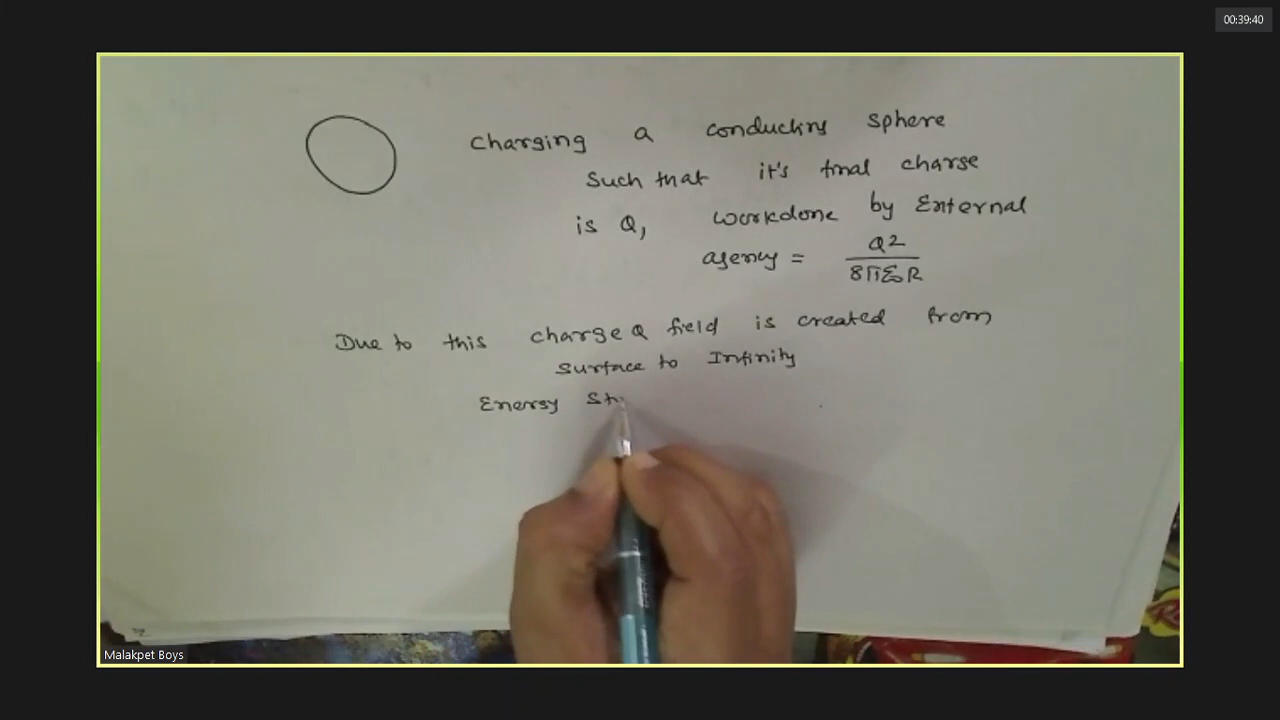 00:39:40
Charging a conducting sphere
Such that it's final charge
is Q, workdone by External
agency = Q2 / 8πε0R
Due to this charge Q field is created from
surface to Infinity
Energy St
Malakpet Boys